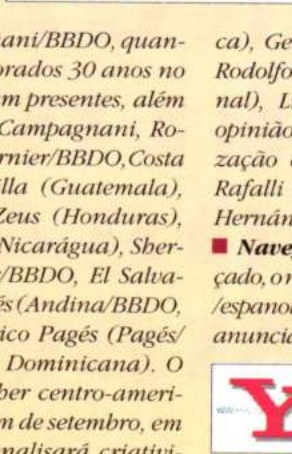 ani/BBDO, quan-
orados 30 anos no
m presentes, além
Campagnani, Ro-
rnier/BBDO, Costa
illa (Guatemala),
Zeus (Honduras),
Nicarágua), Sher-
/BBDO, El Salva-
és (Andina/BBDO,
ico Pagés (Pagés/
Dominicana). O
ber centro-ameri-
m de setembro, em
nalisará criativi-
ca), Ge
Rodolfo
nal), L
opinião
zação
Rafalli
Hernán
■ Nave
çado, o n
/espanol
anuncia
Y